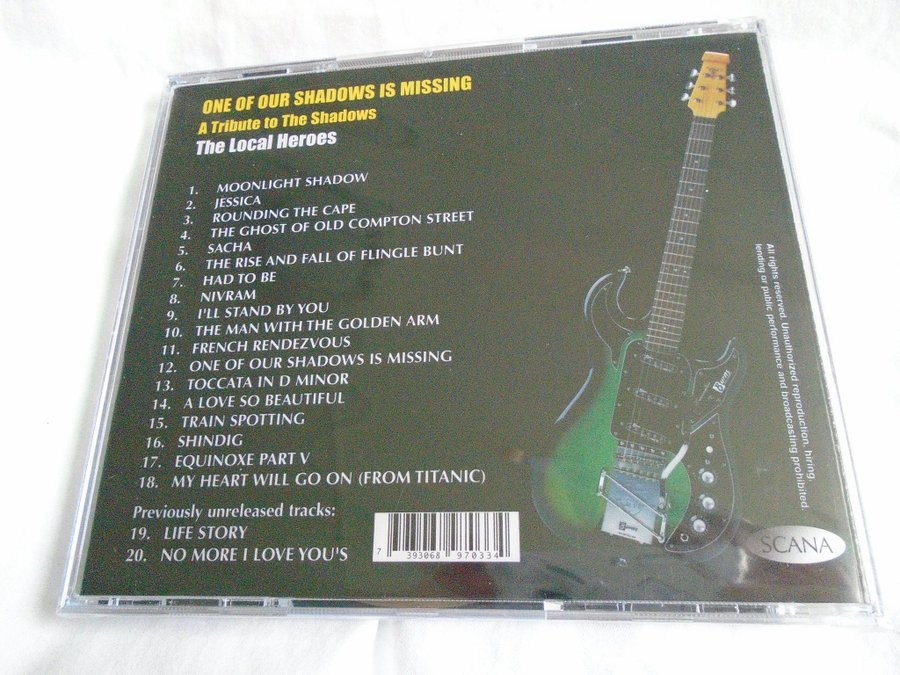 ONE OF OUR SHADOWS IS MISSING
A Tribute to The Shadows
The Local Heroes
1. MOONLIGHT SHADOW
2. JESSICA
3. ROUNDING THE CAPE
4. THE GHOST OF OLD COMPTON STREET
5. SACHA
6. THE RISE AND FALL OF FLINGLE BUNT
7. HAD TO BE
8. NIVRAM
9. I'LL STAND BY YOU
10. THE MAN WITH THE GOLDEN ARM
11. FRENCH RENDEZVOUS
12. ONE OF OUR SHADOWS IS MISSING
13. TOCCATA IN D MINOR
14. A LOVE SO BEAUTIFUL
15. TRAIN SPOTTING
16. SHINDIG
17. EQUINOXE PART V
18. MY HEART WILL GO ON (FROM TITANIC)
Previously unreleased tracks:
19. LIFE STORY
20. NO MORE I LOVE YOU'S
7 393068 970334
All rights reserved. Unauthorized reproduction, hiring,
lending or public performance and broadcasting prohibited.
Burns
SCANA